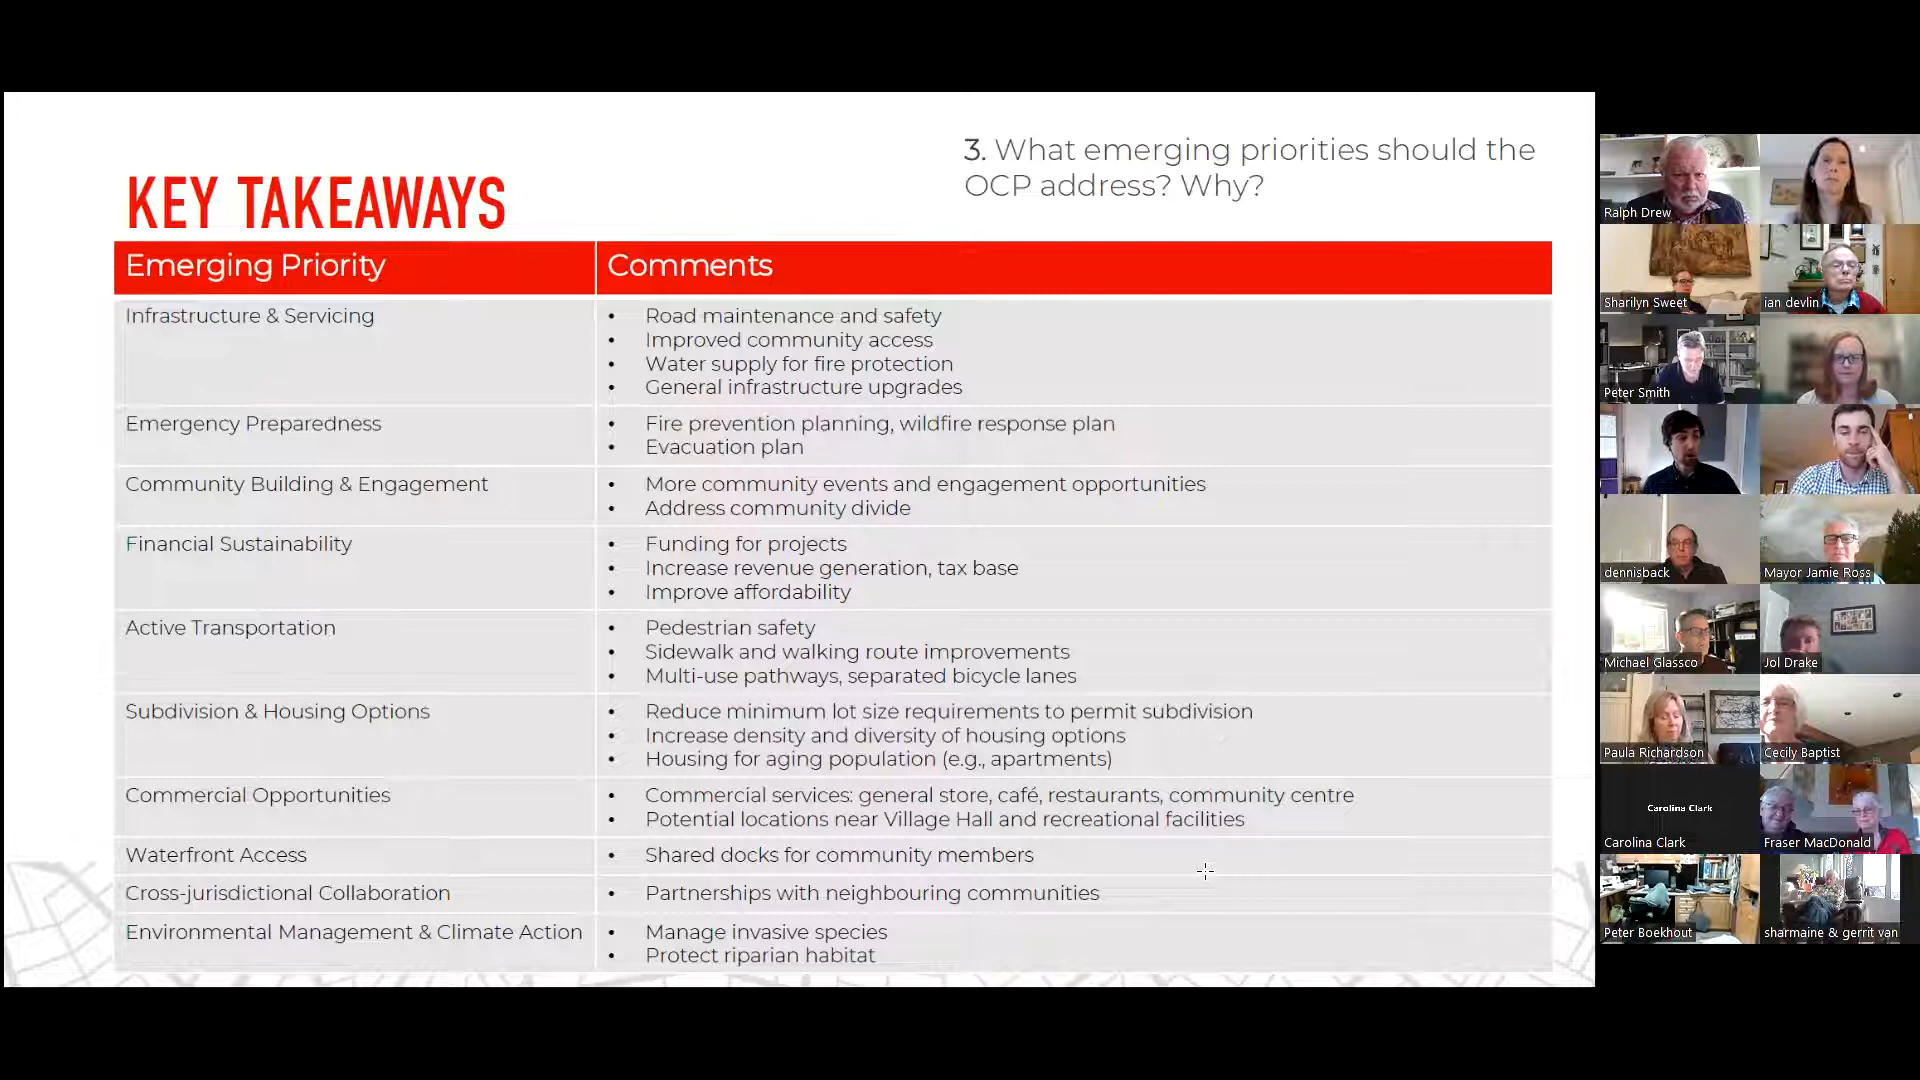 3. What emerging priorities should the
OCP address? Why?
KEY TAKEAWAYS
Emerging Priority
Comments
Infrastructure & Servicing
• Road maintenance and safety
• Improved community access
• Water supply for fire protection
• General infrastructure upgrades
Emergency Preparedness
• Fire prevention planning, wildfire response plan
• Evacuation plan
Community Building & Engagement
• More community events and engagement opportunities
• Address community divide
Financial Sustainability
• Funding for projects
• Increase revenue generation, tax base
• Improve affordability
Active Transportation
• Pedestrian safety
• Sidewalk and walking route improvements
• Multi-use pathways, separated bicycle lanes
Subdivision & Housing Options
• Reduce minimum lot size requirements to permit subdivision
• Increase density and diversity of housing options
• Housing for aging population (e.g., apartments)
Commercial Opportunities
• Commercial services: general store, café, restaurants, community centre
• Potential locations near Village Hall and recreational facilities
Waterfront Access
• Shared docks for community members
Cross-jurisdictional Collaboration
• Partnerships with neighbouring communities
Environmental Management & Climate Action
• Manage invasive species
• Protect riparian habitat
Ralph Drew
Sharilyn Sweet
ian devlin
Peter Smith
dennisback
Mayor Jamie Ross
Michael Glassco
Jol Drake
Paula Richardson
Cecily Baptist
Carolina Clark
Carolina Clark
Fraser MacDonald
Peter Boekhout
sharmaine & gerrit van